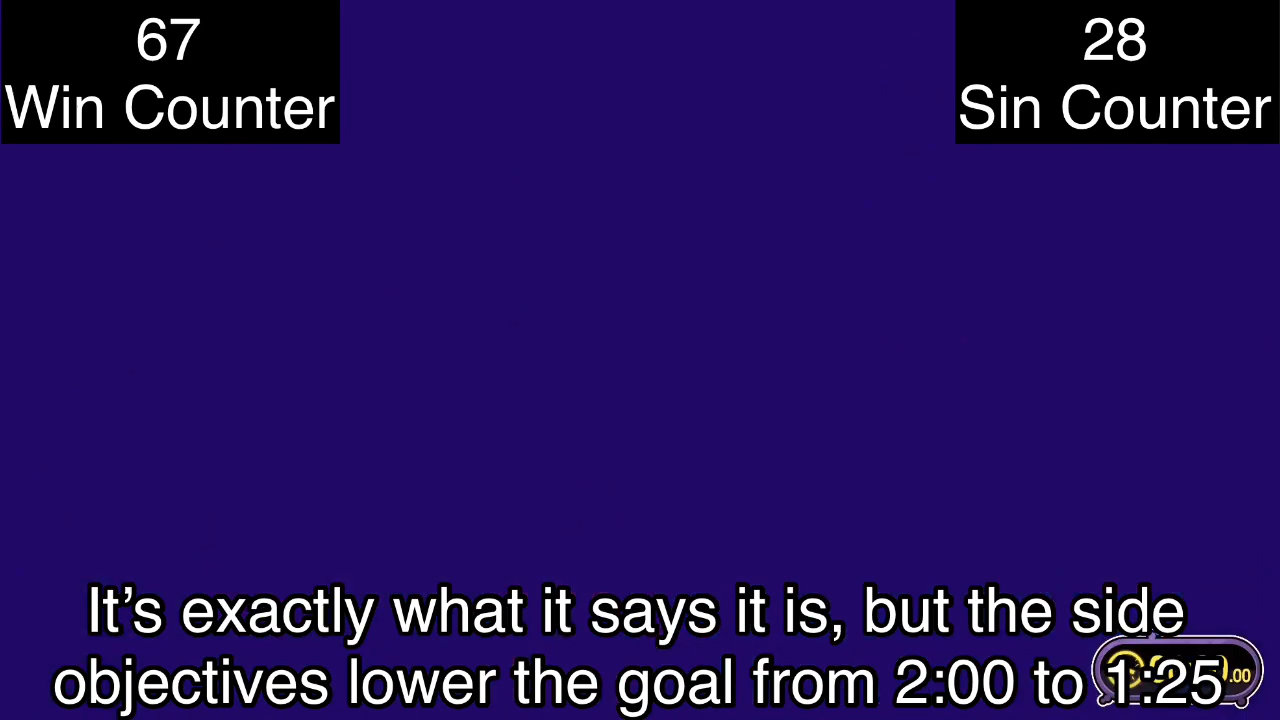 67
Win Counter
28
Sin Counter
It’s exactly what it says it is, but the side
objectives lower the goal from 2:00 to 1:25
.00